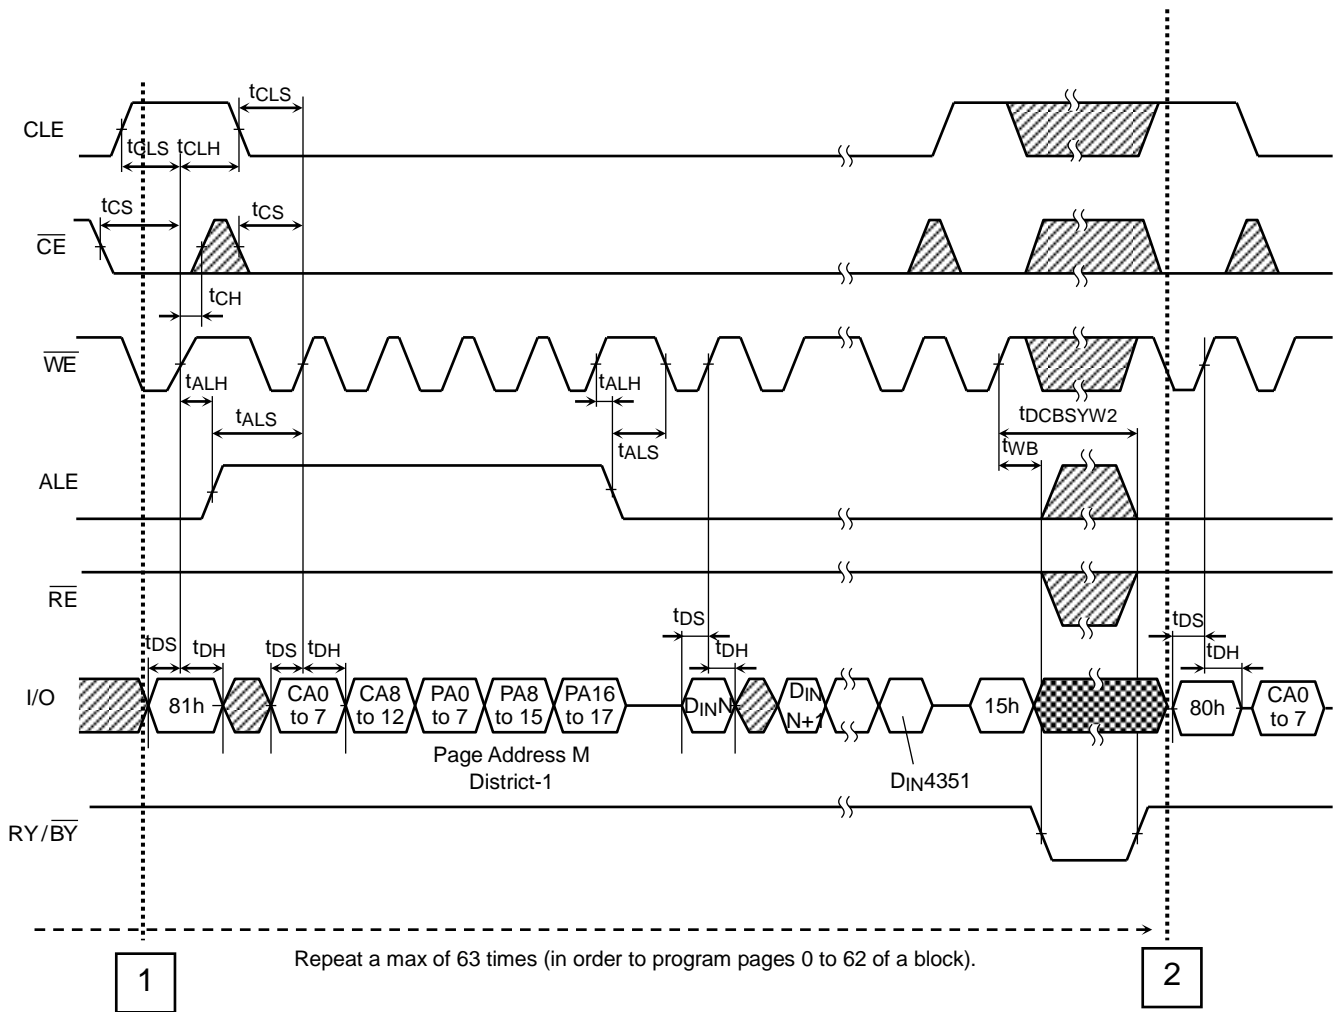 tCLS
CLE
tCLS tCLH
tCS tCS
CE
tCH
WE
tALH tALH
tALS tDCBSYW2
tALS tWB
ALE
RE
tDS tDH tDS tDH tDS tDH tDS tDH
I/O
81h
CA0 to 7
CA8 to 12
PA0 to 7
PA8 to 15
PA16 to 17
DINN
DIN N+1
15h
80h
CA0 to 7
Page Address M
District-1
DIN4351
RY/BY
Repeat a max of 63 times (in order to program pages 0 to 62 of a block).
1
2